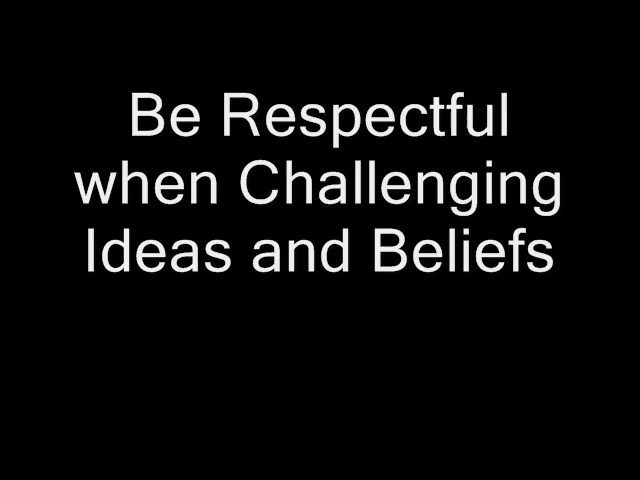 Be Respectful
when Challenging
Ideas and Beliefs